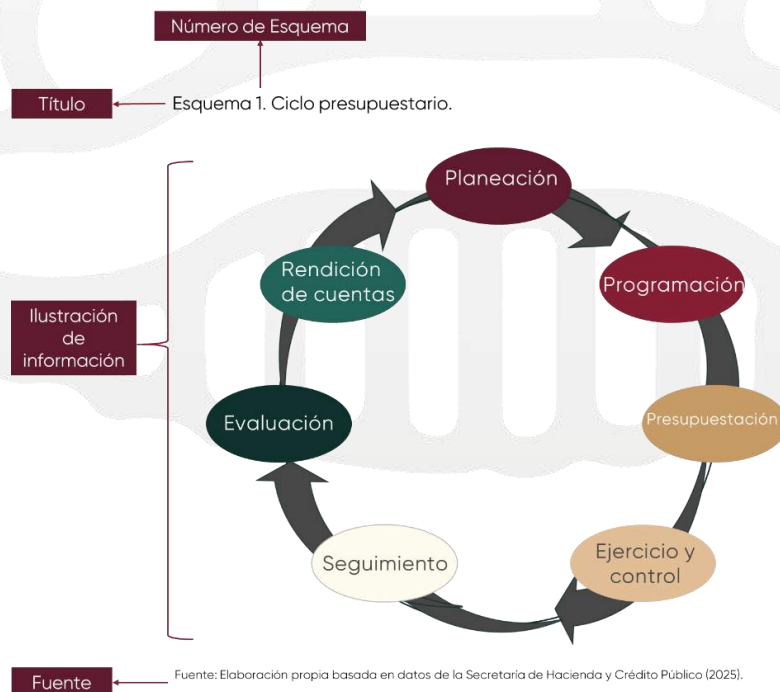 Número de Esquema
Título
Esquema 1. Ciclo presupuestario.
Planeación
Rendición
de cuentas
Programación
Ilustración
de
información
Evaluación
Presupuestación
Seguimiento
Ejercicio y
control
Fuente
Fuente: Elaboración propia basada en datos de la Secretaría de Hacienda y Crédito Público (2025).